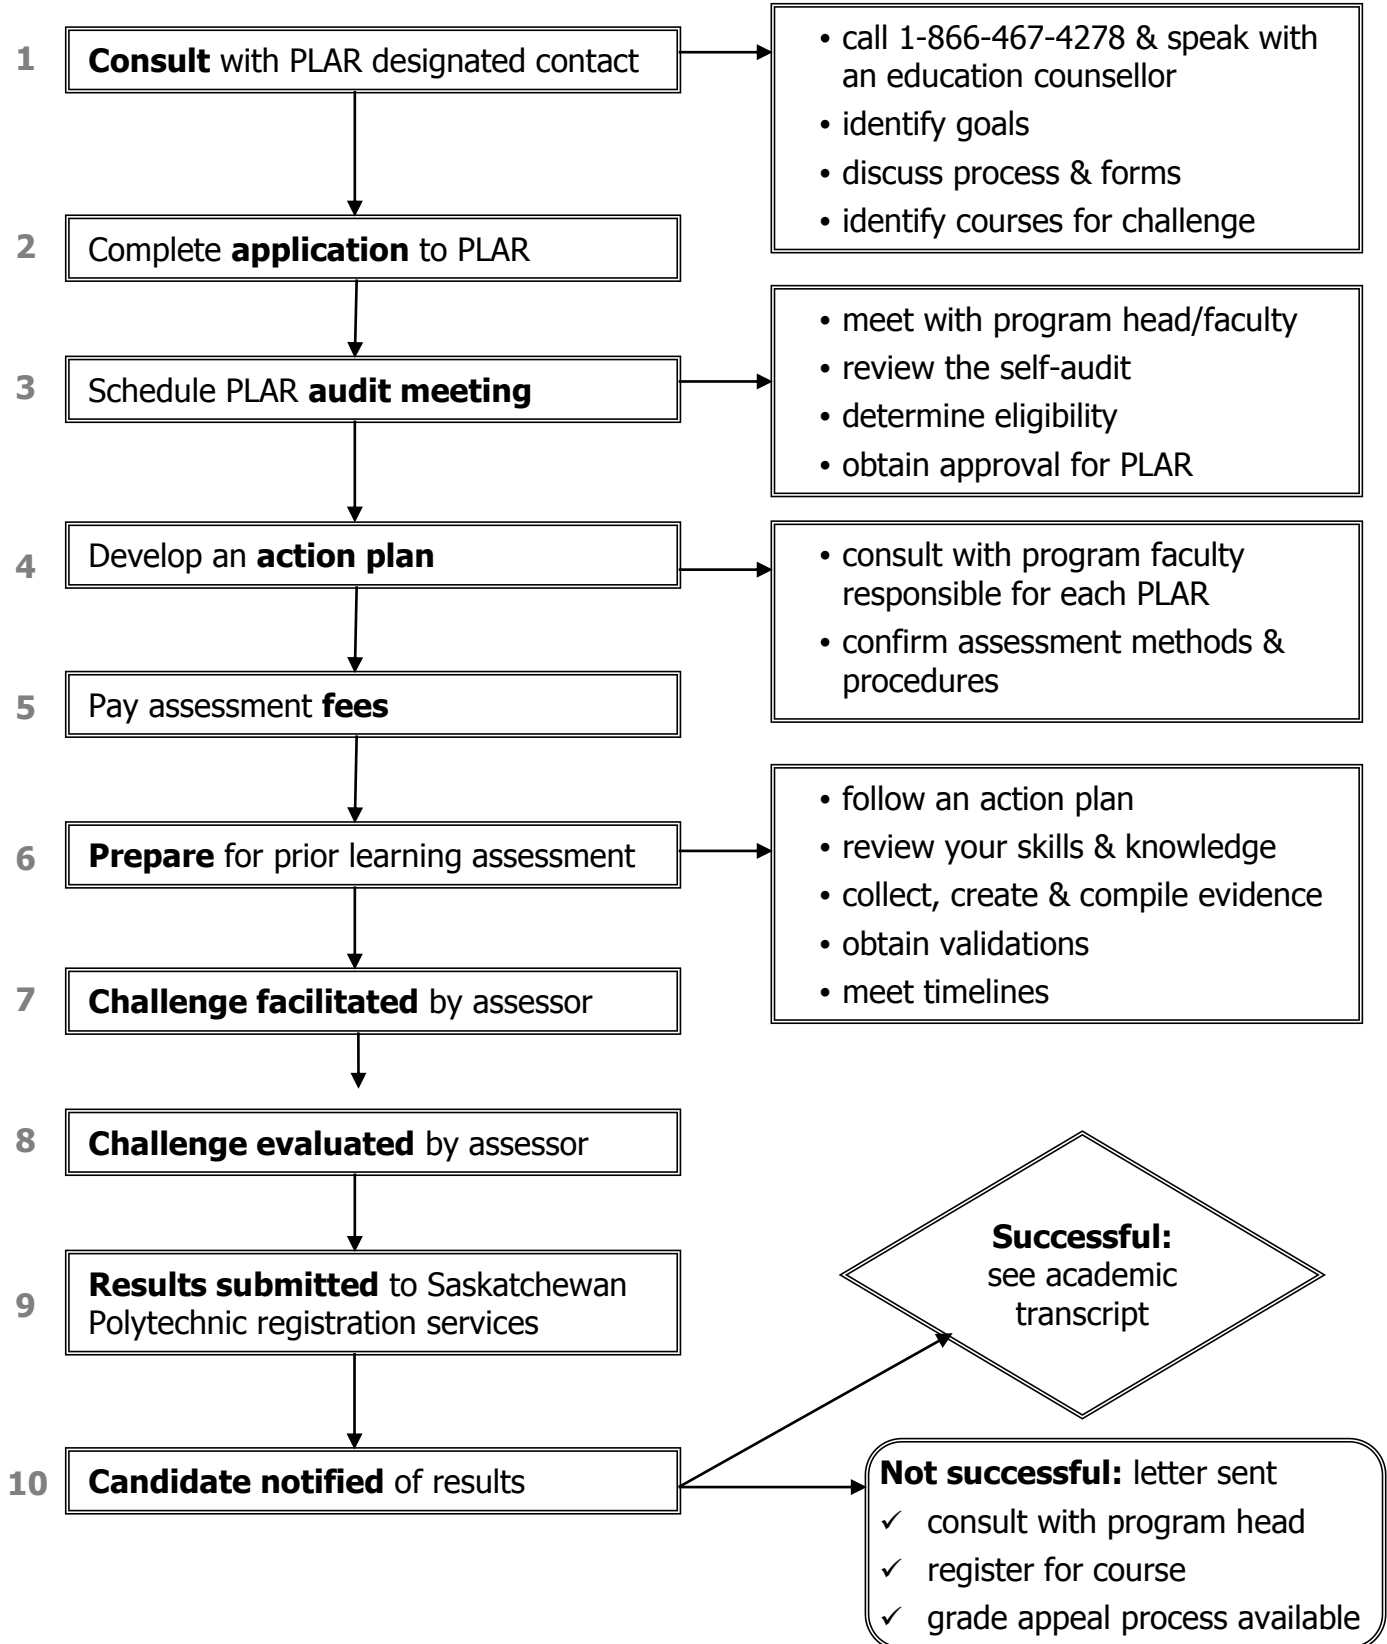 1
Consult with PLAR designated contact
• call 1-866-467-4278 & speak with
an education counsellor
• identify goals
• discuss process & forms
• identify courses for challenge
2
Complete application to PLAR
3
Schedule PLAR audit meeting
• meet with program head/faculty
• review the self-audit
• determine eligibility
• obtain approval for PLAR
4
Develop an action plan
• consult with program faculty
responsible for each PLAR
• confirm assessment methods &
procedures
5
Pay assessment fees
6
Prepare for prior learning assessment
• follow an action plan
• review your skills & knowledge
• collect, create & compile evidence
• obtain validations
• meet timelines
7
Challenge facilitated by assessor
8
Challenge evaluated by assessor
9
Results submitted to Saskatchewan
Polytechnic registration services
10
Candidate notified of results
Successful:
see academic
transcript
Not successful: letter sent
✓ consult with program head
✓ register for course
✓ grade appeal process available